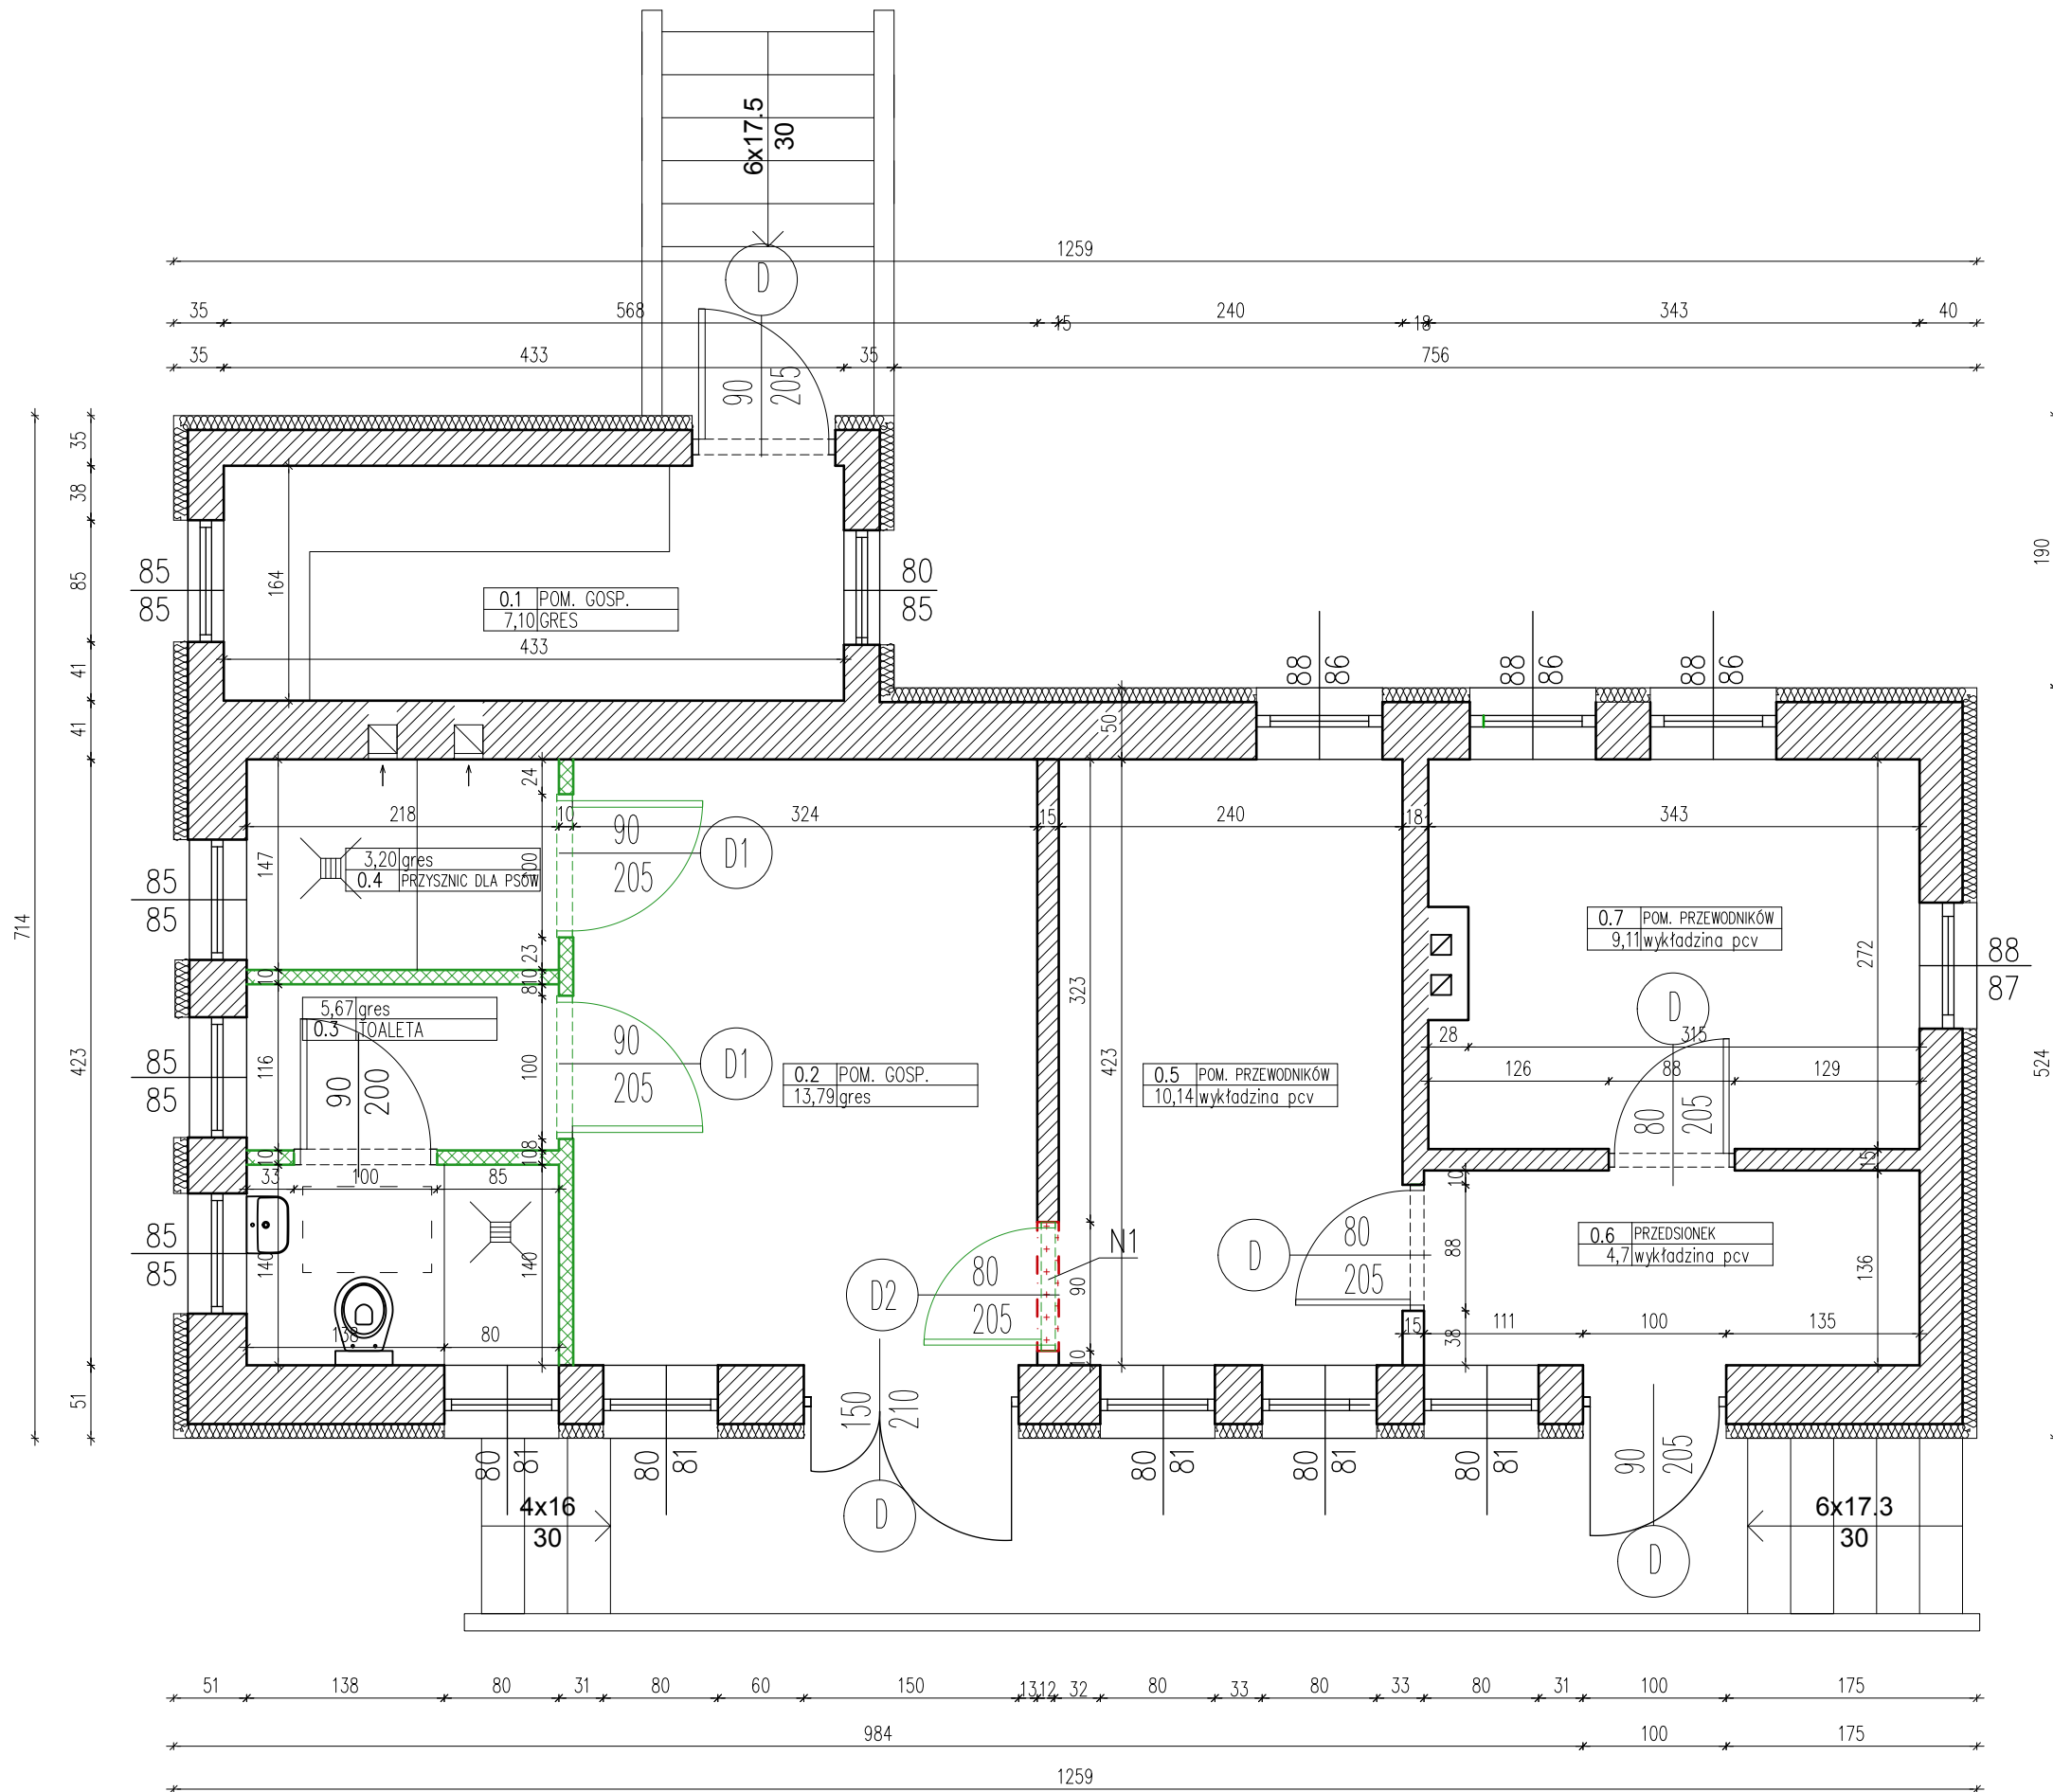 6x17.5
30
1259
35 568 15 240 18 343 40
35 433 35 756
D
90
205
714
35
38
85
41
41
423
51
190
524
85
85
164
0.1 POM. GOSP.
7,10 GRES
433
80
85
88
86
88
86
88
86
50
24
218 10 324 15 240 18 343
90
205
D1
100
147
3,20 gres
0.4 PRZYSZNIC DLA PSÓW
85
85
23
10
10
8
0.7 POM. PRZEWODNIKÓW
9,11 wykładzina pcv
272
88
87
323
D
28 315
126 88 129
5,67 gres
0.3 TOALETA
90
200
116
85
85
100
90
205
D1
0.2 POM. GOSP.
13,79 gres
423
0.5 POM. PRZEWODNIKÓW
10,14 wykładzina pcv
80
205
10
8
10
15
33 100 85
10
N1
85
85
140
140
D2
80
205
90
D
80
205
88
0.6 PRZEDSIONEK
4,7 wykładzina pcv
136
138 80
10
15 111 100 135
38
150
210
80
81
80
81
80
81
80
81
80
81
90
205
4x16
30
D
D
6x17.3
30
51 138 80 31 80 60 150 13 12 32 80 33 80 33 80 31 100 175
984 100 175
1259